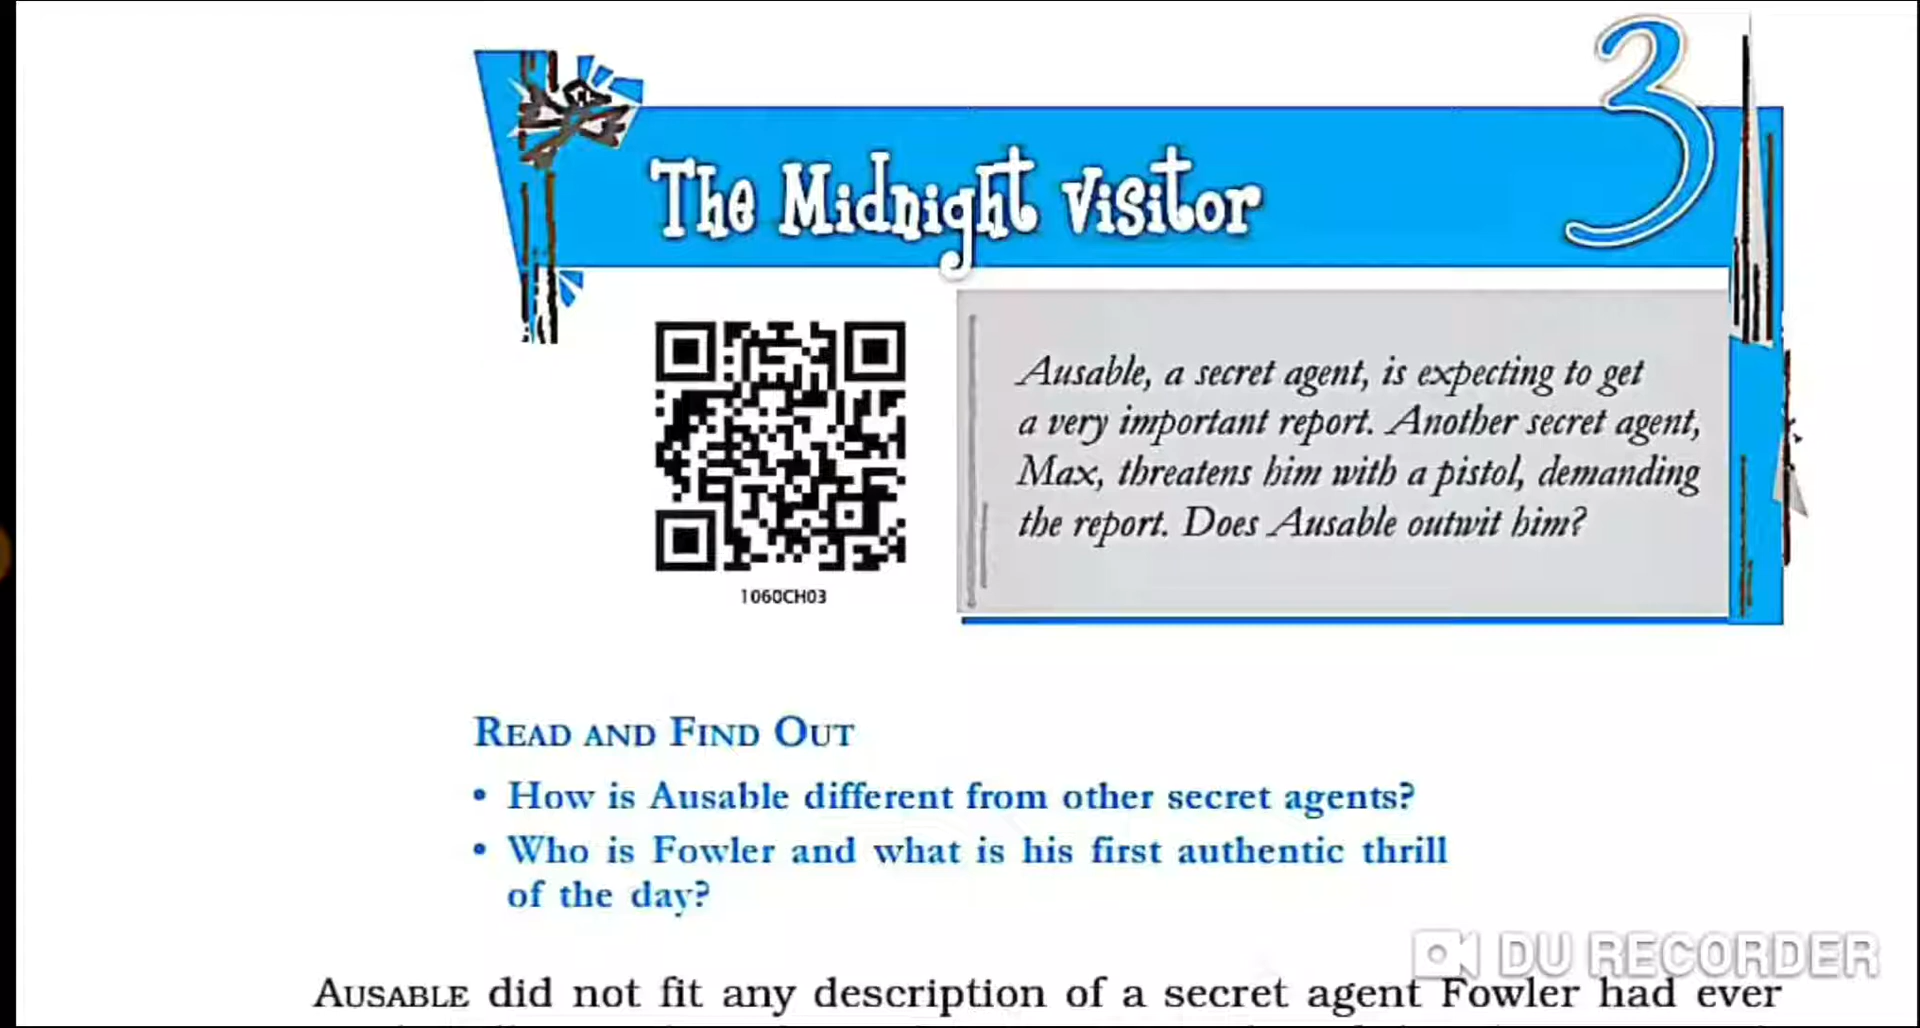 3
The Midnight Visitor
Ausable, a secret agent, is expecting to get
a very important report. Another secret agent,
Max, threatens him with a pistol, demanding
the report. Does Ausable outwit him?
1060CH03
READ AND FIND OUT
• How is Ausable different from other secret agents?
• Who is Fowler and what is his first authentic thrill
of the day?
DU RECORDER
AUSABLE did not fit any description of a secret agent Fowler had ever